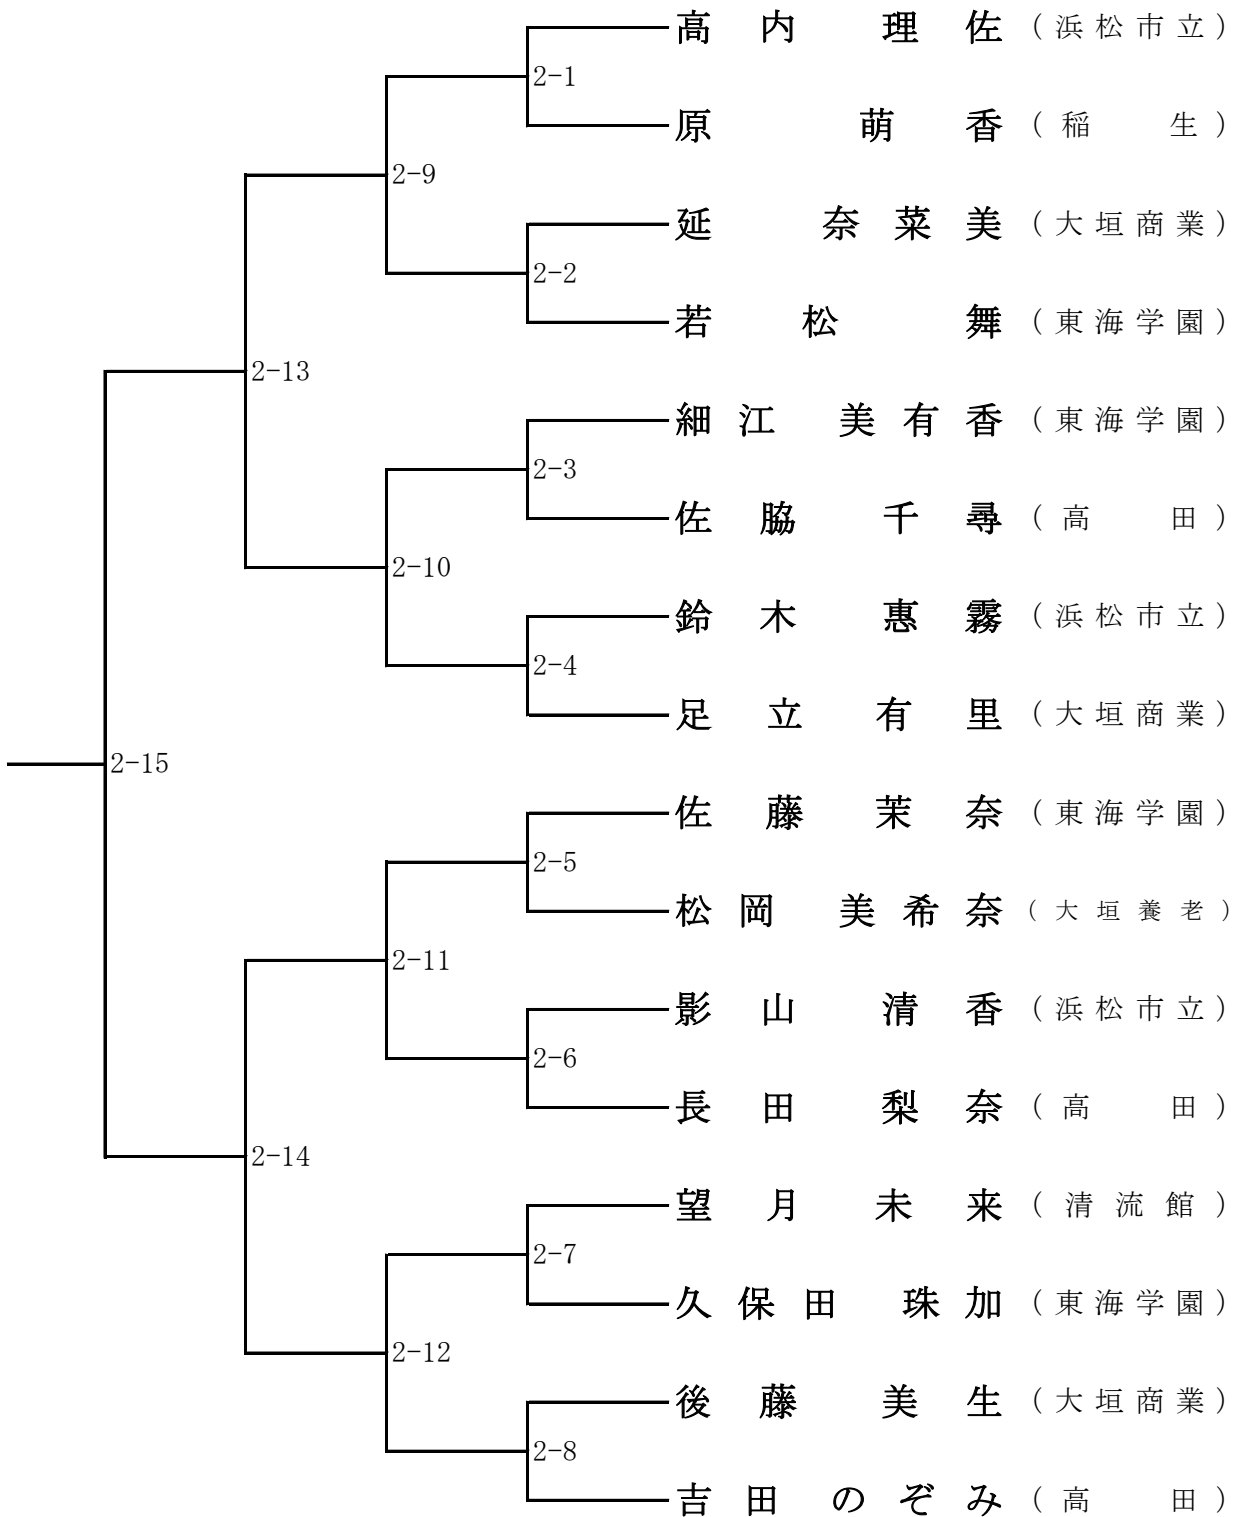 高内 理佐 (浜松市立)
2-1
原 萌香 (稲生)
2-9
延 奈菜美 (大垣商業)
2-2
若松 舞 (東海学園)
2-13
細江 美有香 (東海学園)
2-3
佐脇 千尋 (高田)
2-10
鈴木 惠霧 (浜松市立)
2-4
足立有里 (大垣商業)
2-15
佐藤茉奈 (東海学園)
2-5
松岡 美希奈 (大垣養老)
2-11
影山 清香 (浜松市立)
2-6
長田 梨奈 (高田)
2-14
望月未来 (清流館)
2-7
久保田 珠加 (東海学園)
2-12
後藤 美生 (大垣商業)
2-8
吉田のぞみ (高田)